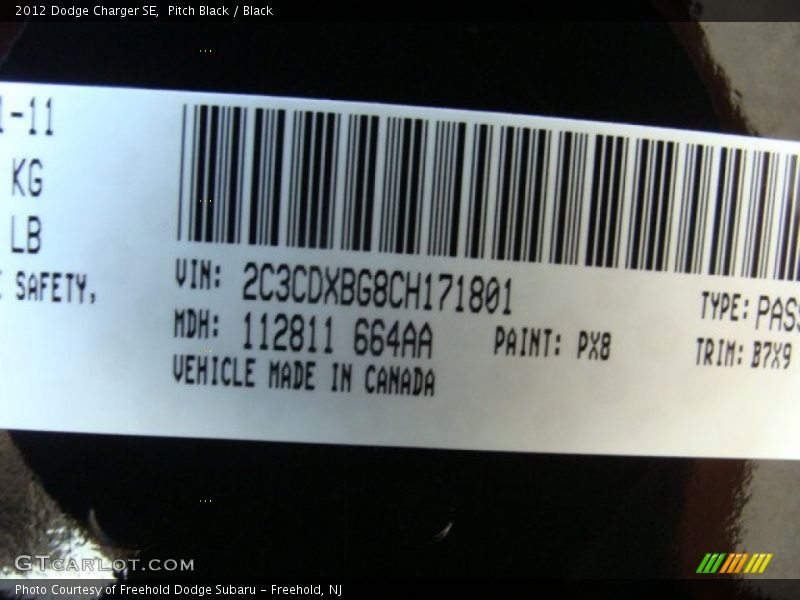 2012 Dodge Charger SE,  Pitch Black / Black
1-11
KG
LB
E SAFETY,
VIN: 2C3CDXBG8CH171801
TYPE: PASS
MDH: 112811 664AA
PAINT: PX8
TRIM: B7X9
VEHICLE MADE IN CANADA
GTCARLOT.COM
Photo Courtesy of Freehold Dodge Subaru - Freehold, NJ